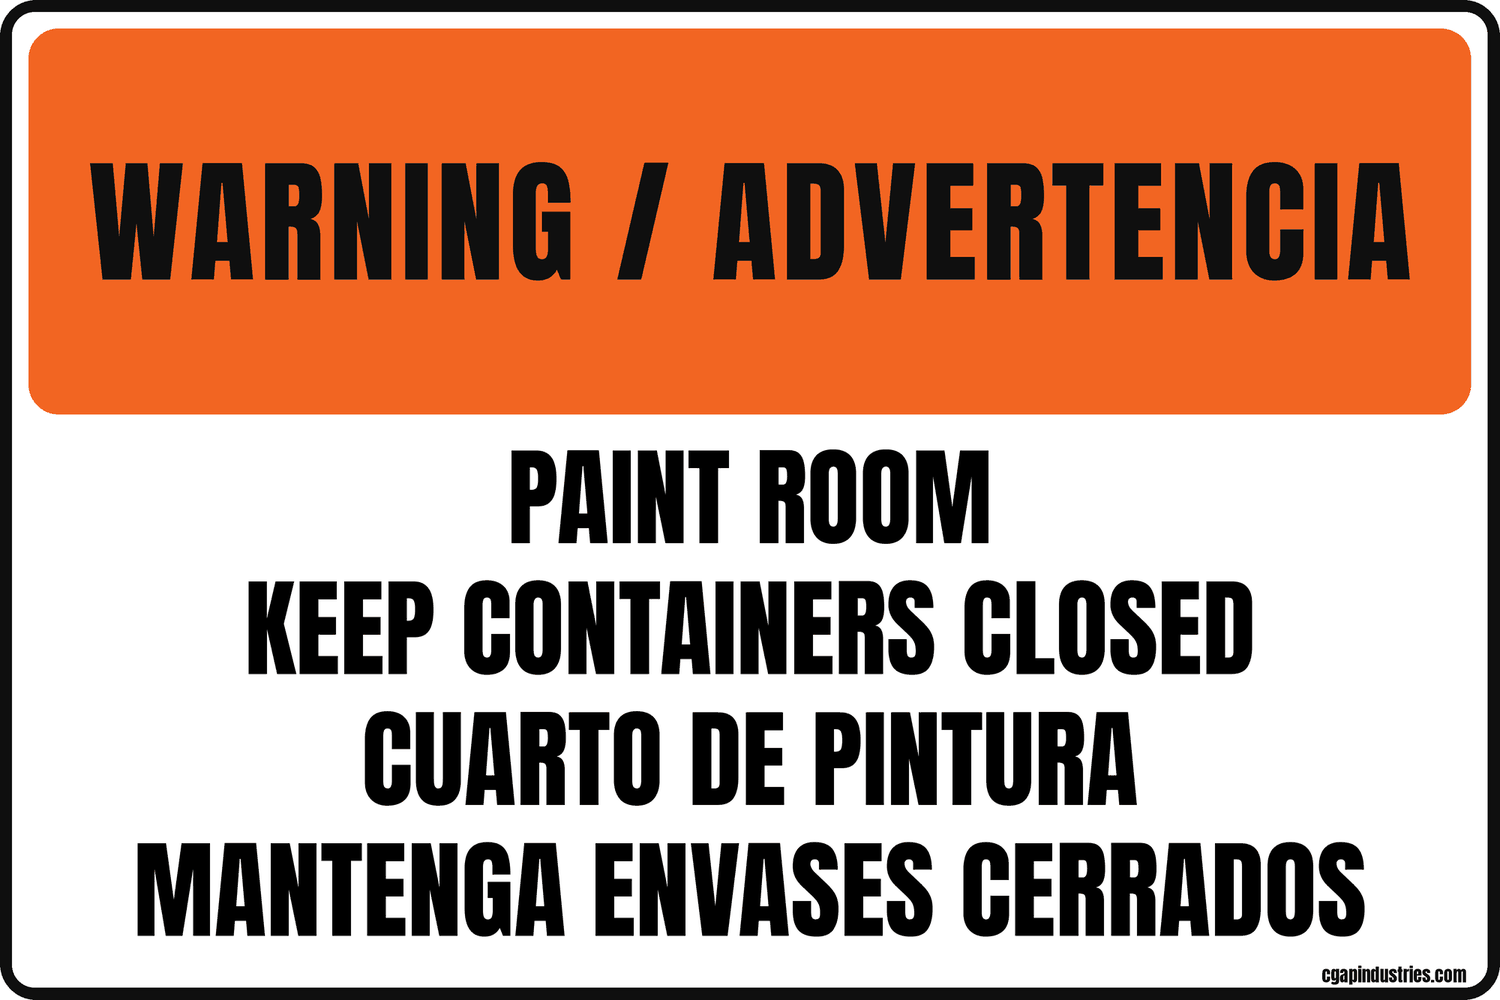 WARNING / ADVERTENCIA
PAINT ROOM
KEEP CONTAINERS CLOSED
CUARTO DE PINTURA
MANTENGA ENVASES CERRADOS
cgapindustries.com